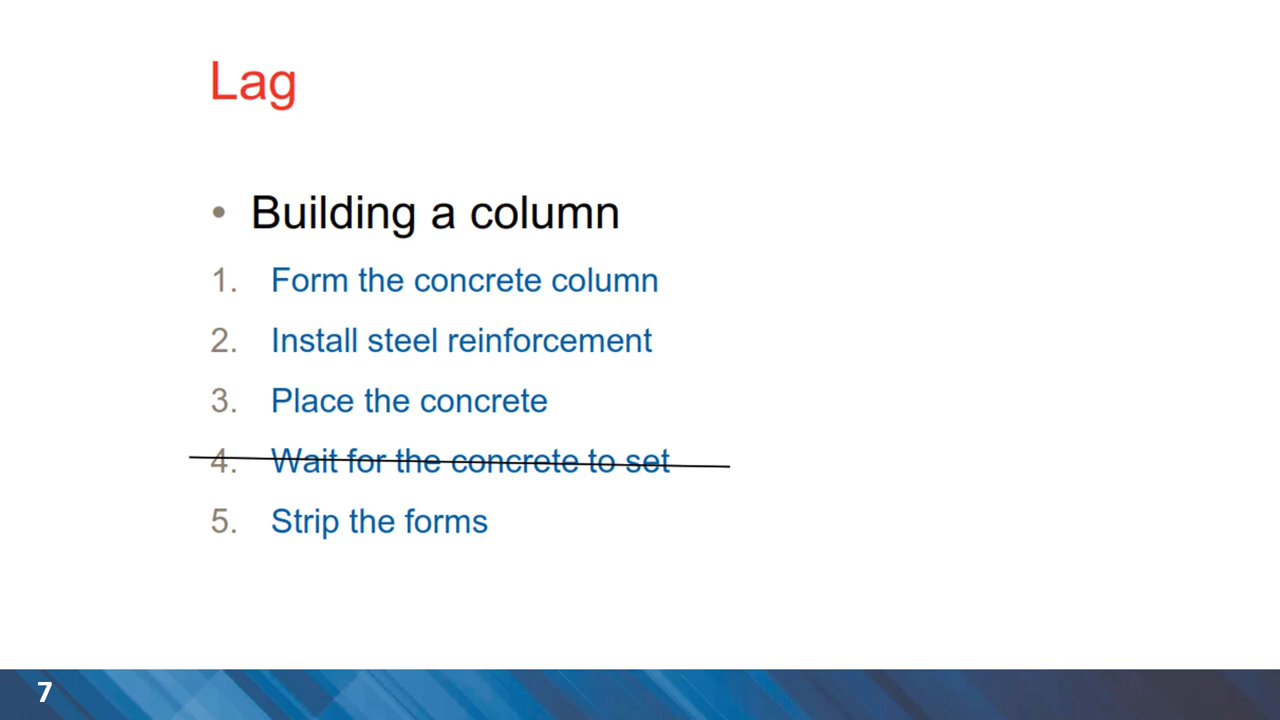 Lag
• Building a column
1. Form the concrete column
2. Install steel reinforcement
3. Place the concrete
4. Wait for the concrete to set
5. Strip the forms
7